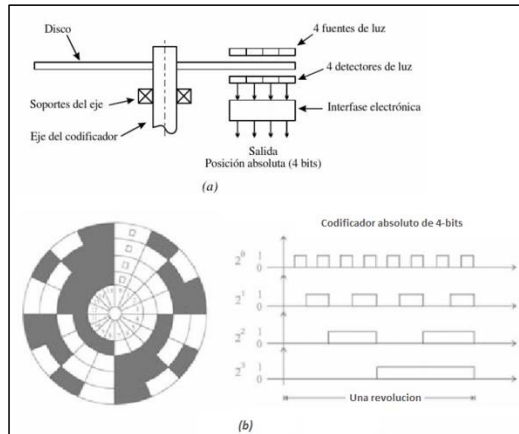 Disco
4 fuentes de luz
4 detectores de luz
Soportes del eje
Interfase electrónica
Eje del codificador
Salida
Posición absoluta (4 bits)
(a)
Codificador absoluto de 4-bits
2⁰ 1
0
2¹ 1
0
2² 1
0
2³ 1
0
Una revolucion
(b)